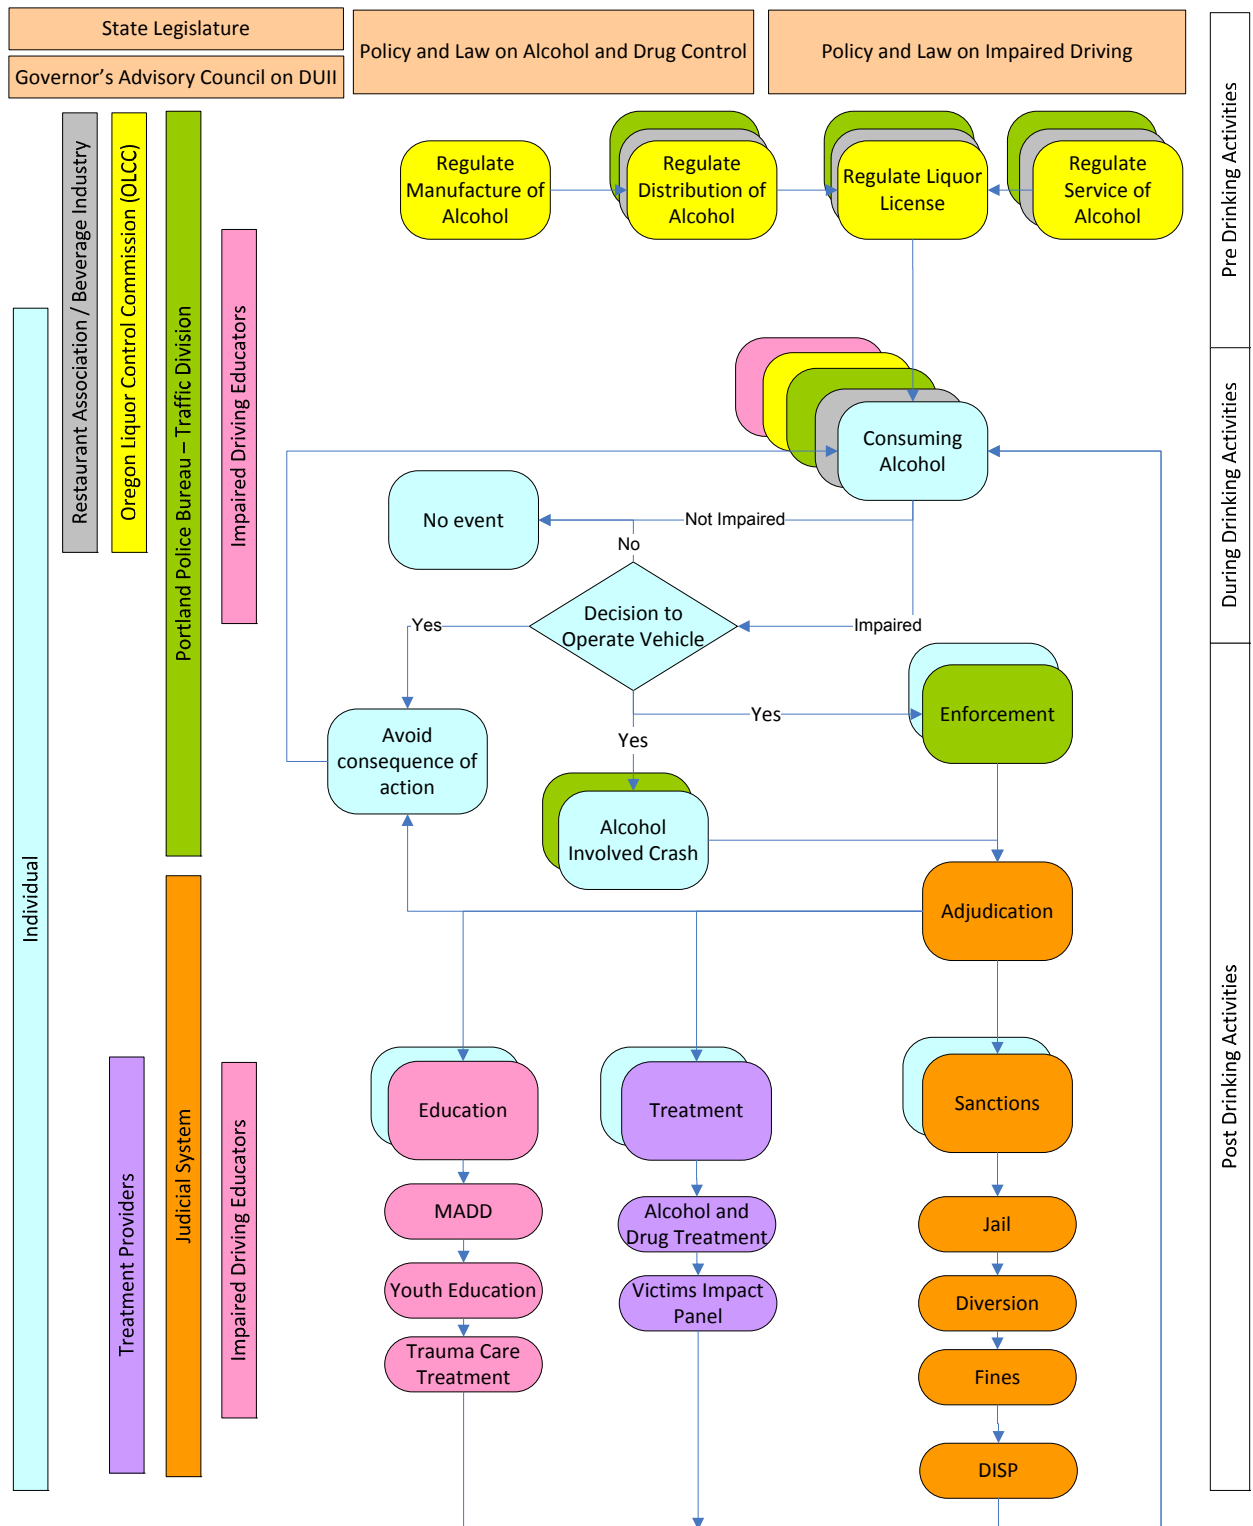 State Legislature
Governor's Advisory Council on DUII
Policy and Law on Alcohol and Drug Control
Policy and Law on Impaired Driving
Pre Drinking Activities
During Drinking Activities
Post Drinking Activities
Individual
Restaurant Association / Beverage Industry
Oregon Liquor Control Commission (OLCC)
Portland Police Bureau – Traffic Division
Impaired Driving Educators
Treatment Providers
Judicial System
Impaired Driving Educators
Regulate
Manufacture of
Alcohol
Regulate
Distribution of
Alcohol
Regulate Liquor
License
Regulate
Service of
Alcohol
Consuming
Alcohol
No event
Not Impaired
No
Decision to
Operate Vehicle
Yes
Impaired
Yes
Enforcement
Yes
Avoid
consequence of
action
Alcohol
Involved Crash
Adjudication
Education
Treatment
Sanctions
MADD
Youth Education
Trauma Care
Treatment
Alcohol and
Drug Treatment
Victims Impact
Panel
Jail
Diversion
Fines
DISP